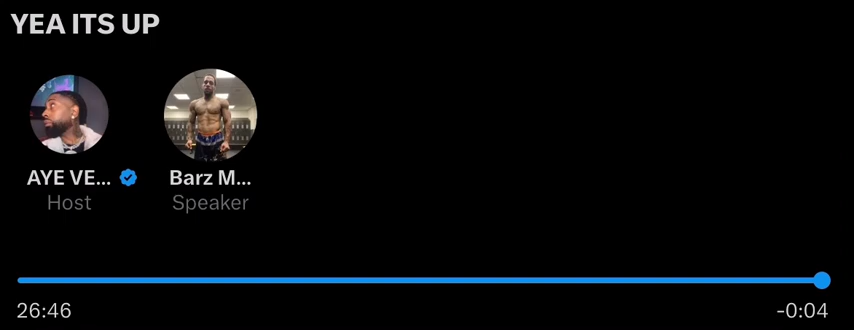 YEA ITS UP
AYE VE... Barz M...
Host Speaker
26:46 -0:04